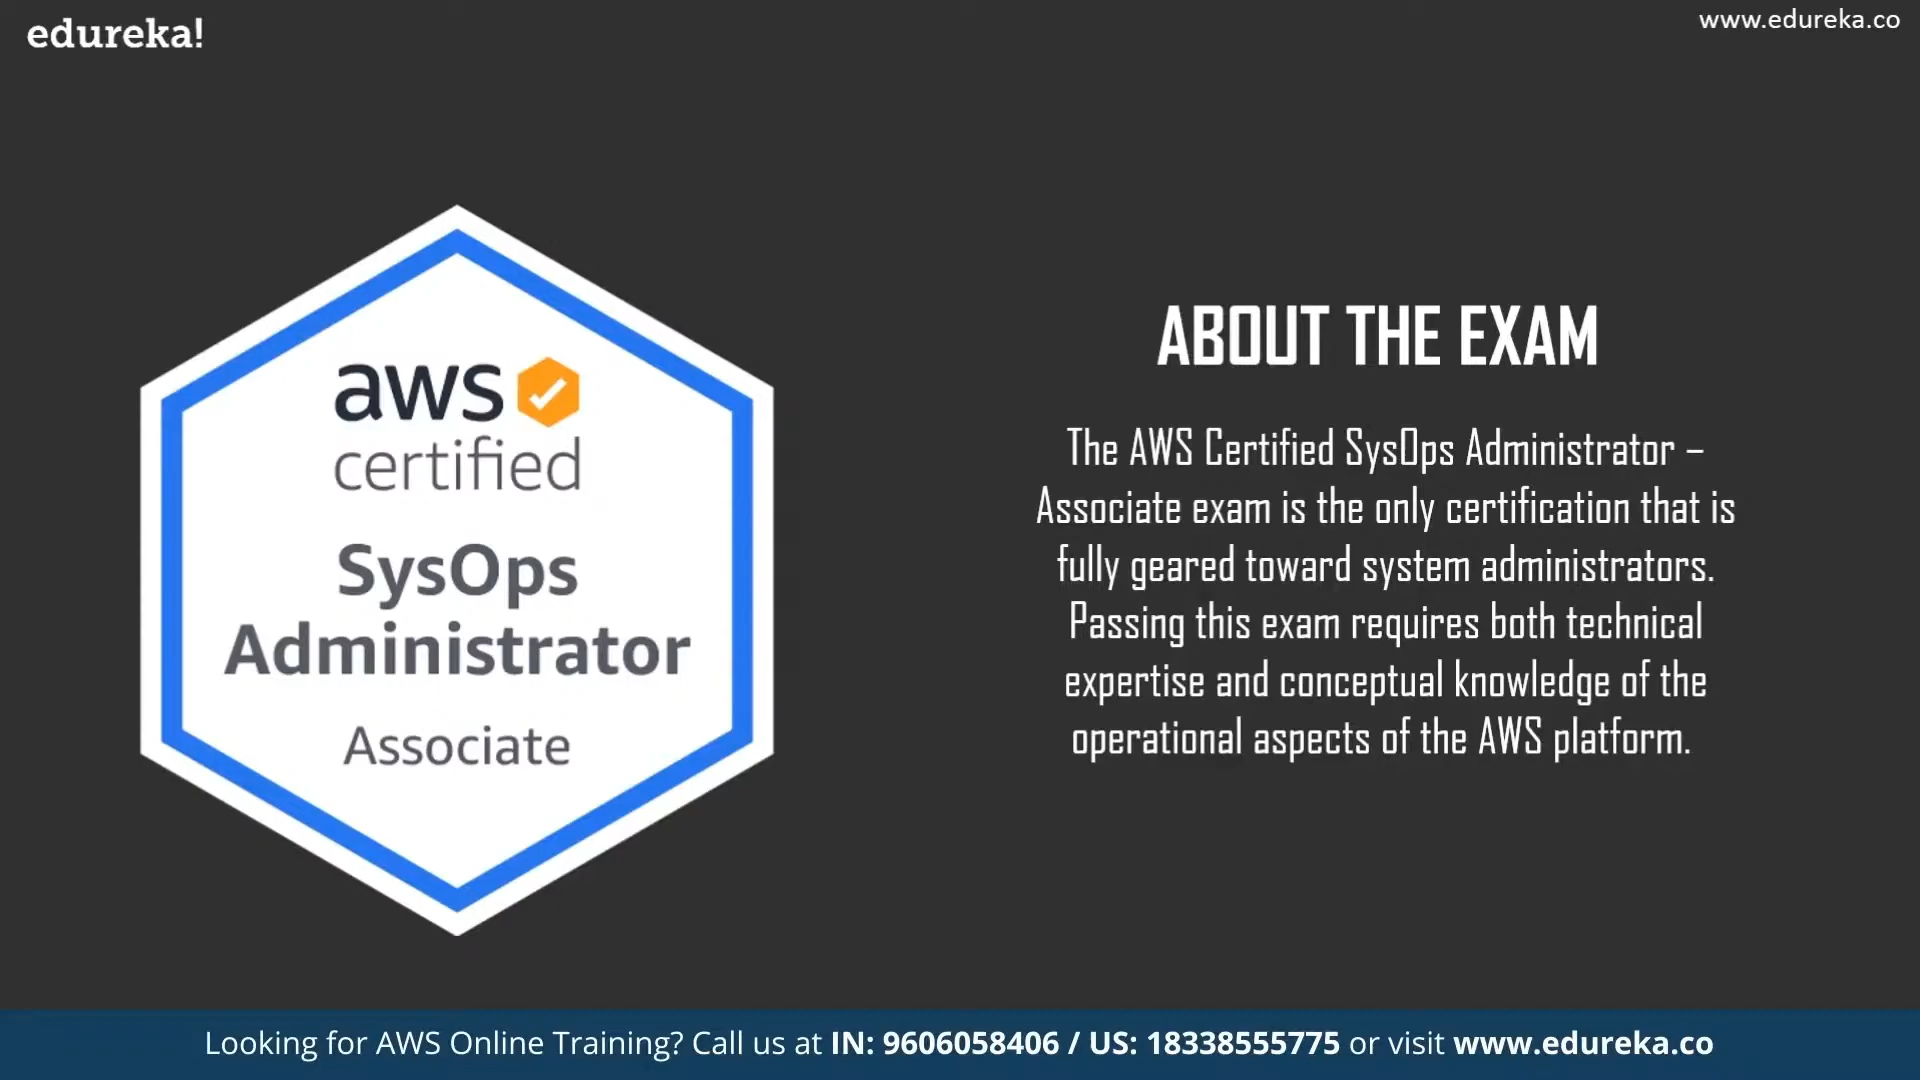 edureka!
www.edureka.co
aws
certified
SysOps
Administrator
Associate
ABOUT THE EXAM
The AWS Certified SysOps Administrator –
Associate exam is the only certification that is
fully geared toward system administrators.
Passing this exam requires both technical
expertise and conceptual knowledge of the
operational aspects of the AWS platform.
Looking for AWS Online Training? Call us at IN: 9606058406 / US: 18338555775 or visit www.edureka.co